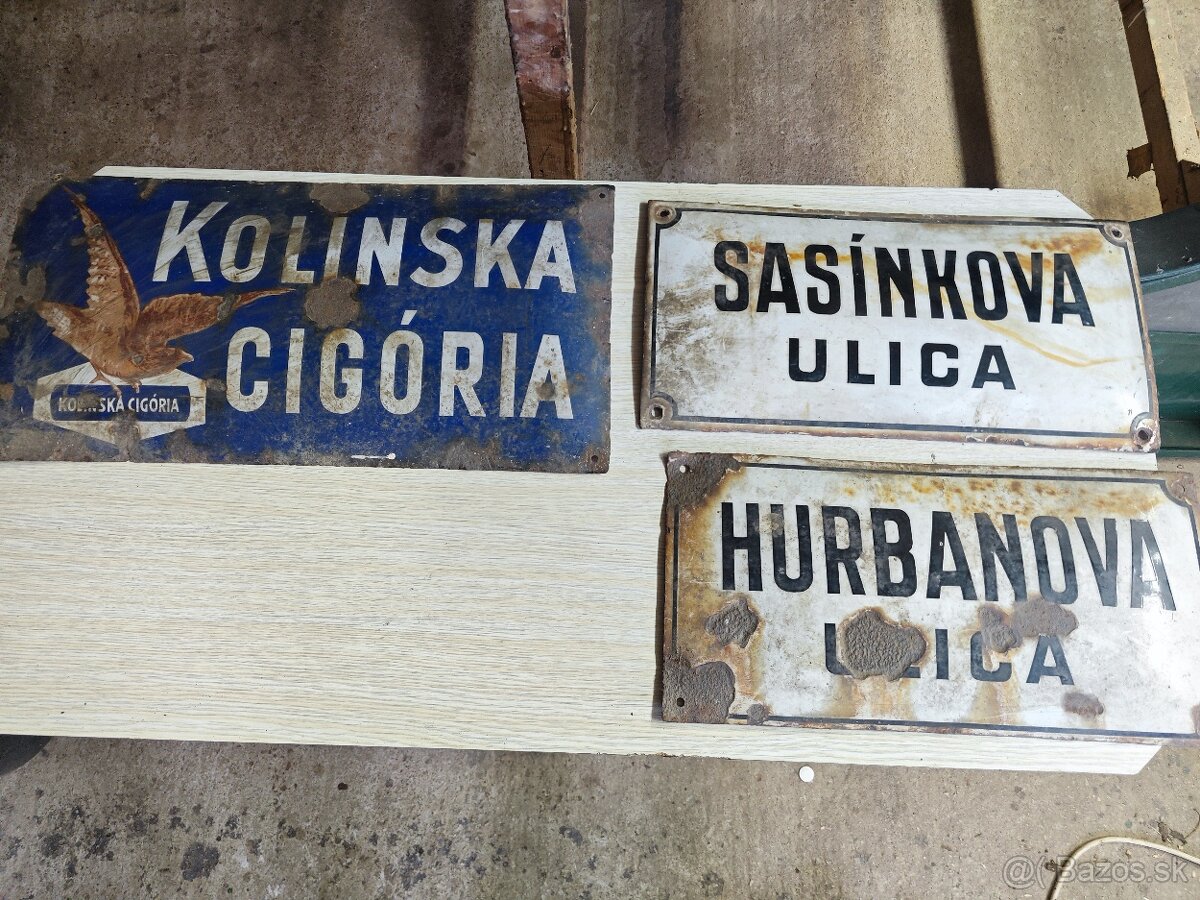 KOLINSKA
CIGÓRIA
KOLINSKÁ CIGÓRIA
SASÍNKOVA
ULICA
HURBANOVA
ULICA
@( Bazos.sk